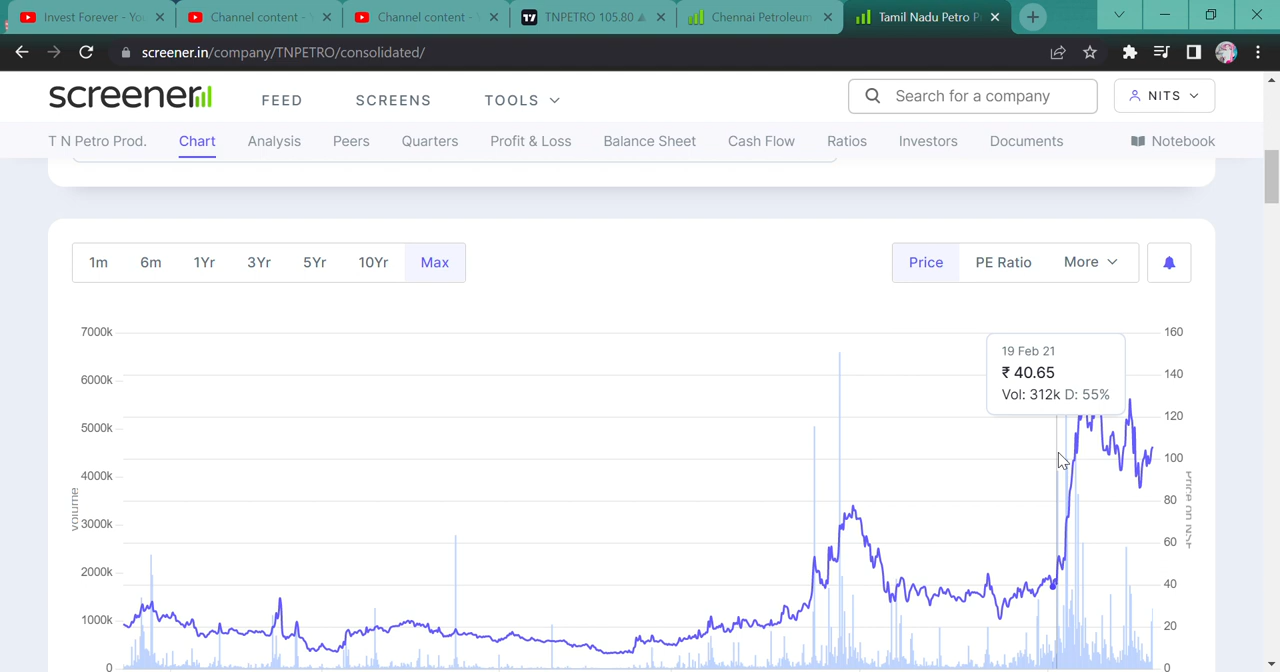 Invest Forever - Yo
Channel content -
Channel content -
TNPETRO 105.80
Chennai Petroleum
Tamil Nadu Petro P
screener.in/company/TNPETRO/consolidated/
screener
FEED
SCREENS
TOOLS
Search for a company
NITS
T N Petro Prod.
Chart
Analysis
Peers
Quarters
Profit & Loss
Balance Sheet
Cash Flow
Ratios
Investors
Documents
Notebook
1m
6m
1Yr
3Yr
5Yr
10Yr
Max
Price
PE Ratio
More
7000k
6000k
5000k
4000k
3000k
2000k
1000k
0
Volume
19 Feb 21
₹ 40.65
Vol: 312k D: 55%
160
140
120
100
80
60
40
20
0
Price on NSE